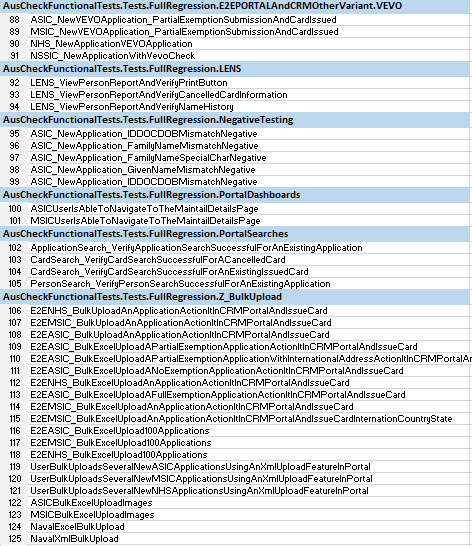 AusCheckFunctionalTests.Tests.FullRegression.E2EPORTALAndCRMOtherVariant.VEVO
88 ASIC_NewVEVOApplication_PartialExemptionSubmissionAndCardIssued
89 MSIC_NewVEVOApplication_PartialExemptionSubmissionAndCardIssued
90 NHS_NewApplicationVEVOApplication
91 NSSIC_NewApplicationWithVevoCheck
AusCheckFunctionalTests.Tests.FullRegression.LENS
92 LENS_ViewPersonReportAndVerifyPrintButton
93 LENS_ViewPersonReportAndVerifyCancelledCardInformation
94 LENS_ViewPersonReportAndVerifyNameHistory
AusCheckFunctionalTests.Tests.FullRegression.NegativeTesting
95 ASIC_NewApplication_IDDOCDOBMismatchNegative
96 ASIC_NewApplication_FamilyNameMismatchNegative
97 ASIC_NewApplication_FamilyNameSpecialCharNegative
98 ASIC_NewApplication_GivenNameMismatchNegative
99 ASIC_NewApplication_IDDOCDOBMismatchNegative
AusCheckFunctionalTests.Tests.FullRegression.PortalDashboards
100 ASICUserIsAbleToNavigateToTheMaintailDetailsPage
101 MSICUserIsAbleToNavigateToTheMaintailDetailsPage
AusCheckFunctionalTests.Tests.FullRegression.PortalSearches
102 ApplicationSearch_VerifyApplicationSearchSuccessfulForAnExistingApplication
103 CardSearch_VerifyCardSearchSuccessfulForACancelledCard
104 CardSearch_VerifyCardSearchSuccessfulForAnExistingIssuedCard
105 PersonSearch_VerifyPersonSearchSuccessfulForAnExistingApplication
AusCheckFunctionalTests.Tests.FullRegression.Z_BulkUpload
106 E2ENHS_BulkUploadAnApplicationActionItInCRMPortalAndIssueCard
107 E2EMSIC_BulkUploadAnApplicationActionItInCRMPortalAndIssueCard
108 E2EASIC_BulkUploadAnApplicationActionItInCRMPortalAndIssueCard
109 E2EMSIC_BulkExcelUploadAPartialExemptionApplicationActionItInCRMPortalAndIssueCard
110 E2EMSIC_BulkExcelUploadAPartialExemptionApplicationWithInternationalAddressActionItInCRMPortalAn
111 E2EASIC_BulkExcelUploadANoExemptionApplicationActionItInCRMPortalAndIssueCard
112 E2ENHS_BulkExcelUploadAnApplicationActionItInCRMPortalAndIssueCard
113 E2EASIC_BulkExcelUploadAFullExemptionApplicationActionItInCRMPortalAndIssueCard
114 E2EMSIC_BulkExcelUploadAnApplicationActionItInCRMPortalAndIssueCard
115 E2EMSIC_BulkExcelUploadAnApplicationActionItInCRMPortalAndIssueCardInternationCountryState
116 E2EASIC_BulkExcelUpload100Applications
117 E2EMSIC_BulkExcelUpload100Applications
118 E2ENHS_BulkExcelUpload100Applications
119 UserBulkUploadsSeveralNewASICApplicationsUsingAnXmlUploadFeatureInPortal
120 UserBulkUploadsSeveralNewMSICApplicationsUsingAnXmlUploadFeatureInPortal
121 UserBulkUploadsSeveralNewNHSApplicationsUsingAnXmlUploadFeatureInPortal
122 ASICBulkExcelUploadImages
123 MSICBulkExcelUploadImages
124 NavalExcelBulkUpload
125 NavalXmlBulkUpload